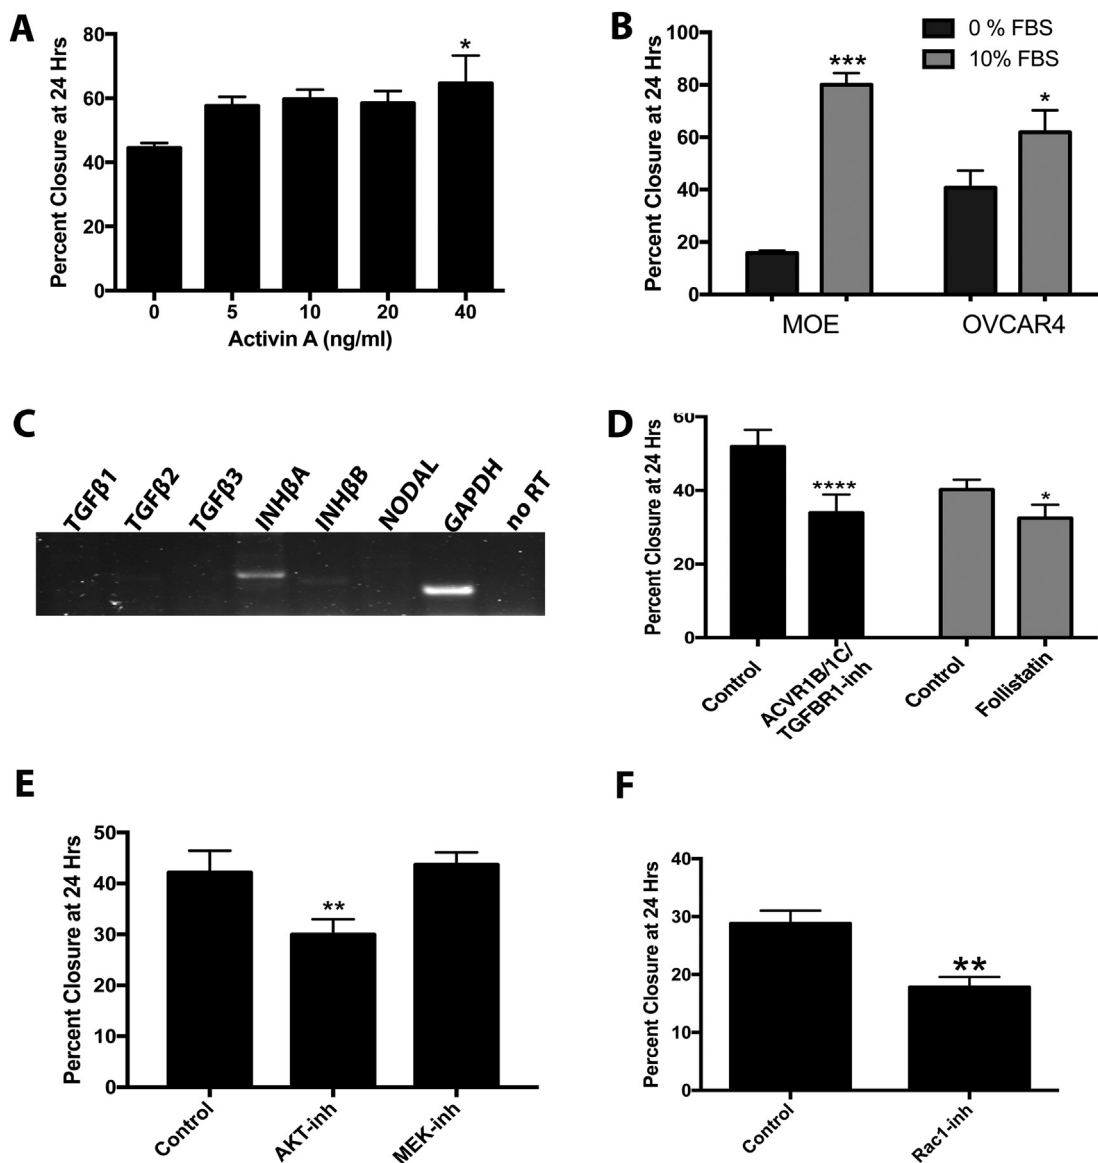 A
Percent Closure at 24 Hrs
80
60
40
20
0
*
0 5 10 20 40
Activin A (ng/ml)
B
Percent Closure at 24 Hrs
100
80
60
40
20
0
0 % FBS
10% FBS
***
*
MOE OVCAR4
C
TGFβ1 TGFβ2 TGFβ3 INHβA INHβB NODAL GAPDH no RT
D
Percent Closure at 24 Hrs
60
40
20
0
****
*
Control
ACVR1B/1C/
TGFBR1-inh
Control
Follistatin
E
Percent Closure at 24 Hrs
50
40
30
20
10
0
**
Control
AKT-inh
MEK-inh
F
Percent Closure at 24 Hrs
40
30
20
10
0
**
Control
Rac1-inh